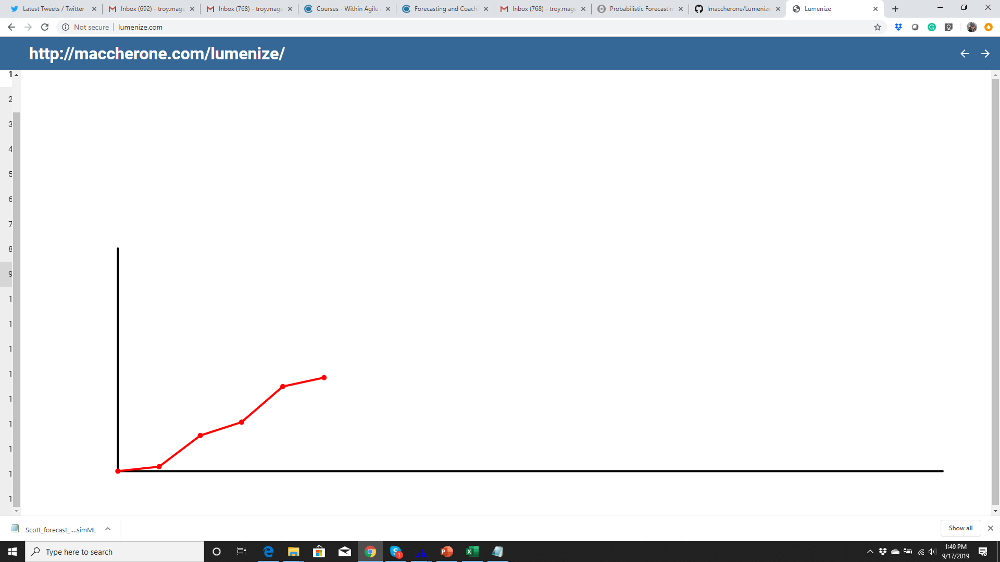 Latest Tweets / Twitter
Inbox (692) - troy.mage
Inbox (768) - troy.mage
Courses - Within Agile
Forecasting and Coach
Inbox (768) - troy.mage
Probabilistic Forecastin
lmaccherone/Lumenize
Lumenize
Not secure
lumenize.com
http://maccherone.com/lumenize/
1
2
3
4
5
6
7
8
9
1
1
1
1
1
1
1
1
1
Scott_forecast_....simML
Show all
Type here to search
1
1:49 PM
9/17/2019